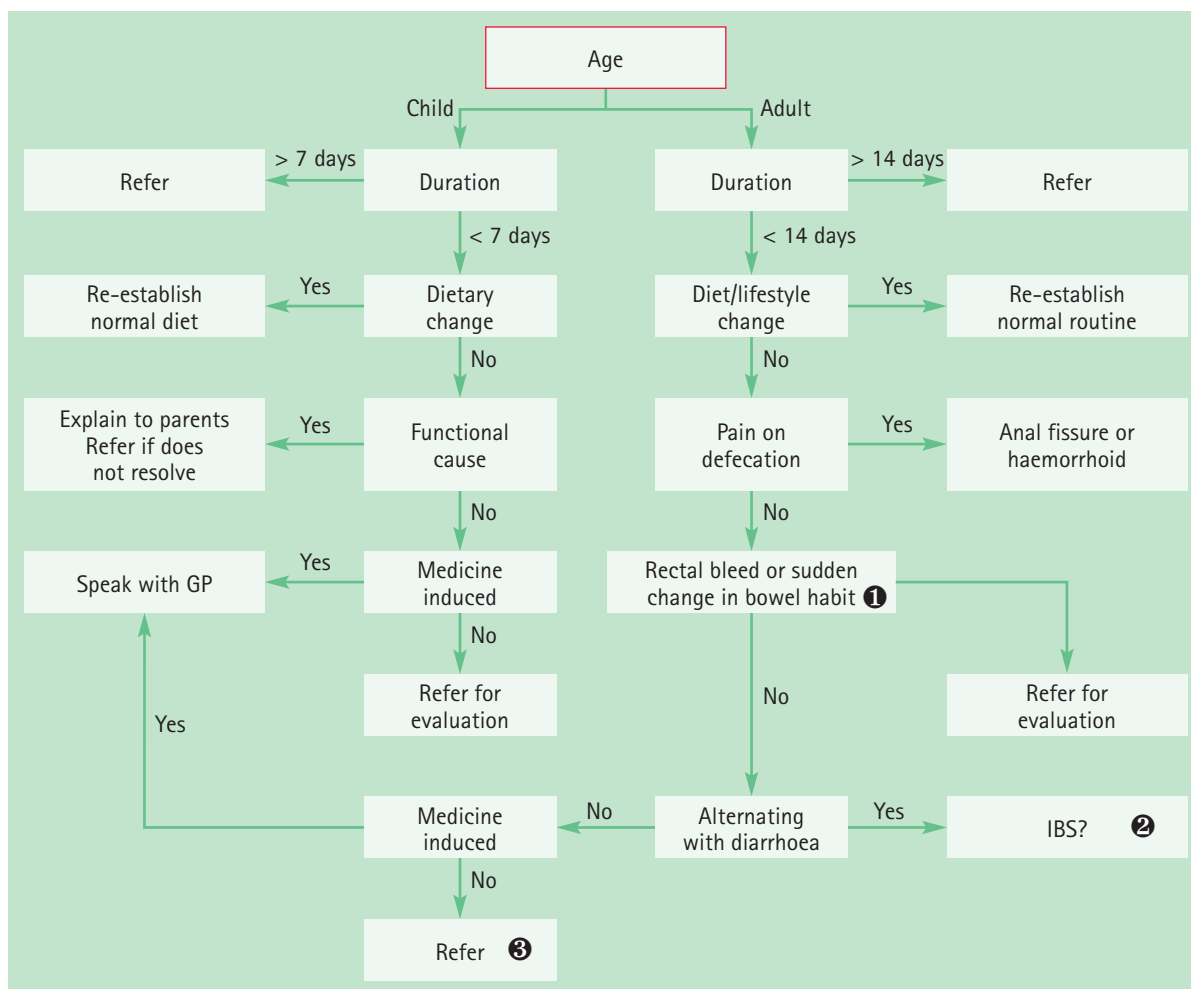 Age
Child
Adult
Refer
> 7 days
Duration
Duration
> 14 days
Refer
< 7 days
< 14 days
Re-establish
normal diet
Yes
Dietary
change
Diet/lifestyle
change
Yes
Re-establish
normal routine
No
No
Explain to parents
Refer if does
not resolve
Yes
Functional
cause
Pain on
defecation
Yes
Anal fissure or
haemorrhoid
No
No
Speak with GP
Yes
Medicine
induced
Rectal bleed or sudden
change in bowel habit ❶
No
Refer for
evaluation
No
Refer for
evaluation
Yes
Medicine
induced
No
Alternating
with diarrhoea
Yes
IBS? ❷
No
Refer ❸